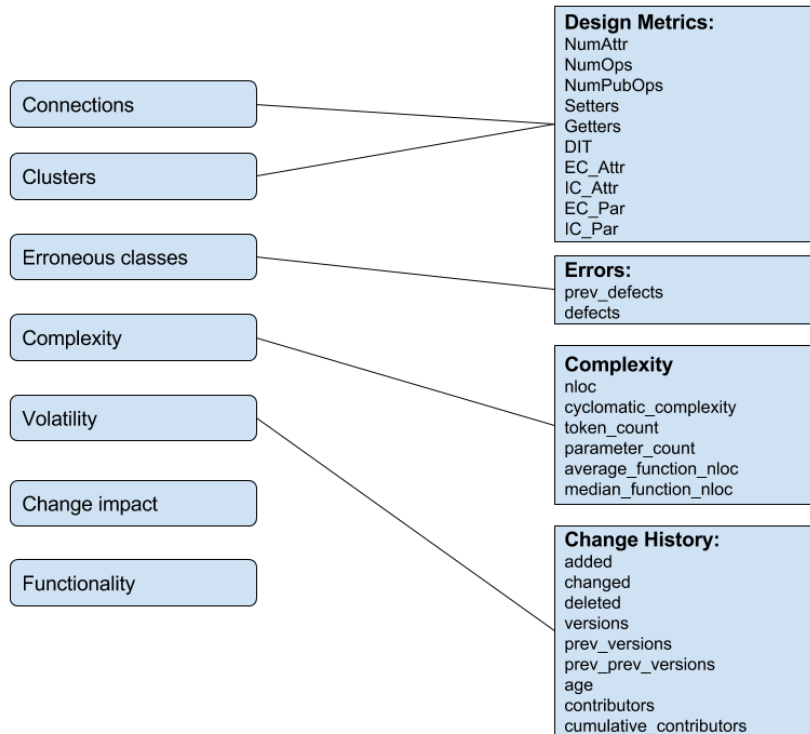 Connections
Clusters
Erroneous classes
Complexity
Volatility
Change impact
Functionality
Design Metrics:
NumAttr
NumOps
NumPubOps
Setters
Getters
DIT
EC_Attr
IC_Attr
EC_Par
IC_Par
Errors:
prev_defects
defects
Complexity
nloc
cyclomatic_complexity
token_count
parameter_count
average_function_nloc
median_function_nloc
Change History:
added
changed
deleted
versions
prev_versions
prev_prev_versions
age
contributors
cumulative_contributors